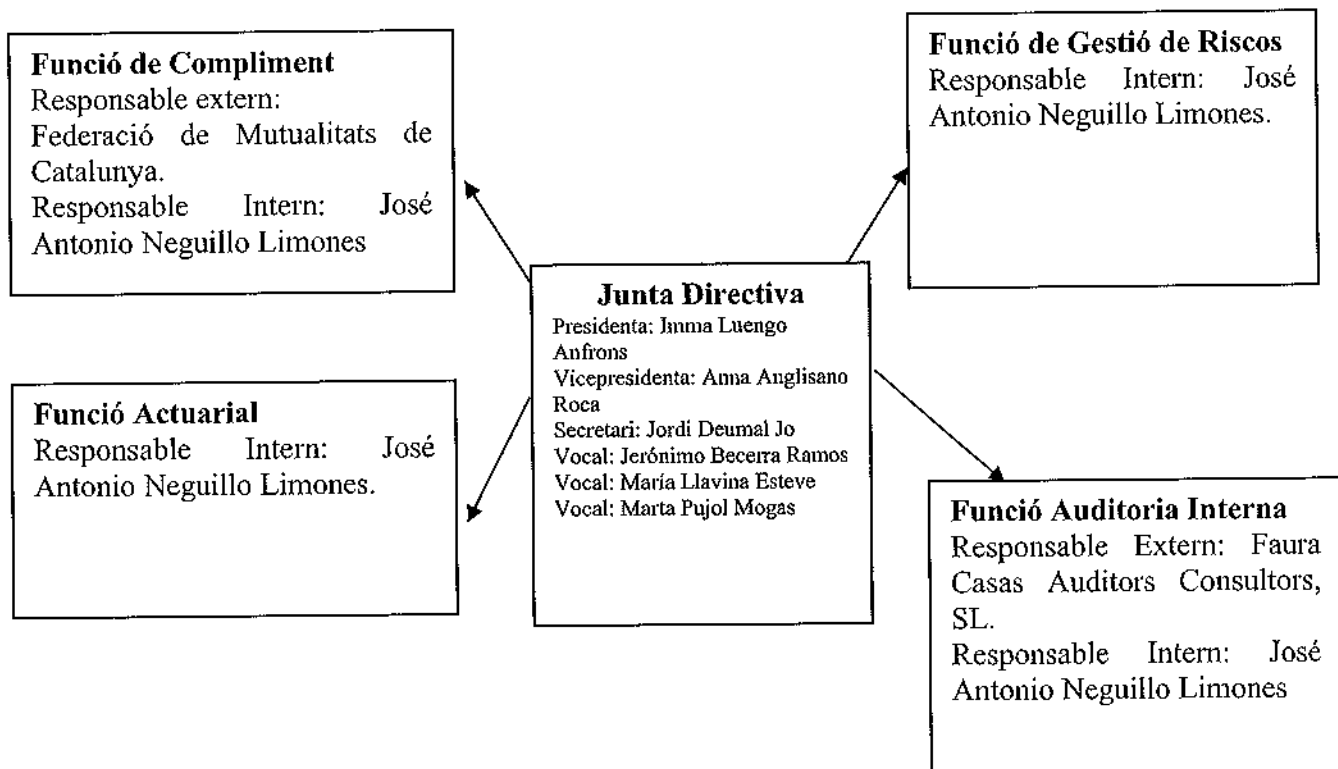 Funció de Compliment
Responsable extern:
Federació de Mutualitats de
Catalunya.
Responsable Intern: José
Antonio Neguillo Limones
Funció de Gestió de Riscos
Responsable Intern: José
Antonio Neguillo Limones.
Junta Directiva
Presidenta: Imma Luengo
Anfrons
Vicepresidenta: Anna Anglisano
Roca
Secretari: Jordi Deumal Jo
Vocal: Jerónimo Becerra Ramos
Vocal: María Llavina Esteve
Vocal: Marta Pujol Mogas
Funció Actuarial
Responsable Intern: José
Antonio Neguillo Limones.
Funció Auditoria Interna
Responsable Extern: Faura
Casas Auditors Consultors,
SL.
Responsable Intern: José
Antonio Neguillo Limones